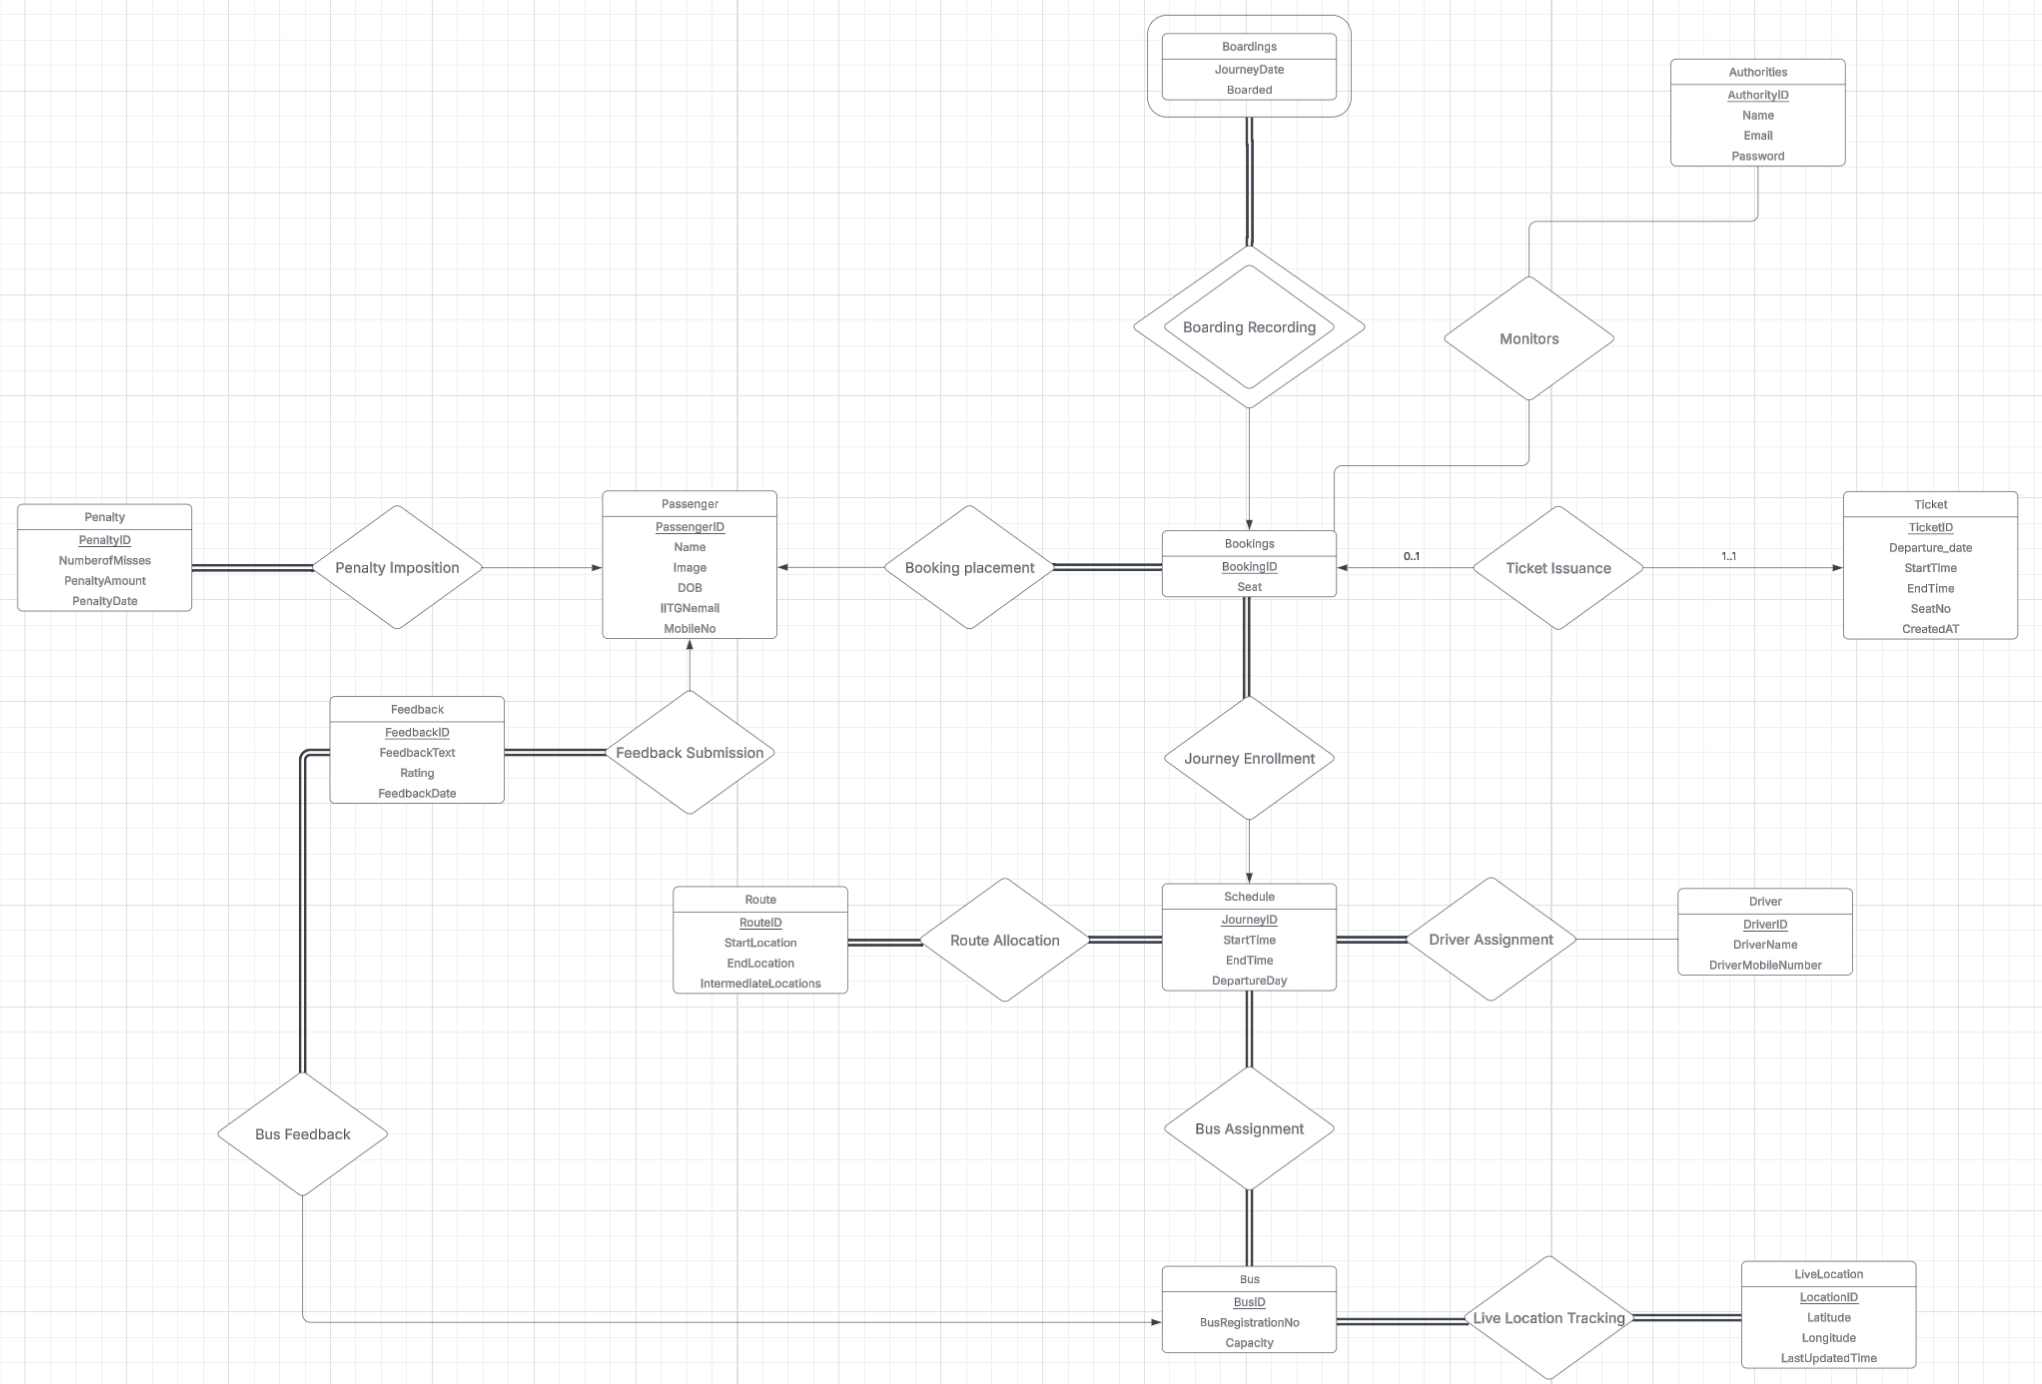 Boardings
JourneyDate
Boarded
Authorities
AuthorityID
Name
Email
Password
Boarding Recording
Monitors
Penalty
PenaltyID
NumberofMisses
PenaltyAmount
PenaltyDate
Penalty Imposition
Passenger
PassengerID
Name
Image
DOB
IITGNemail
MobileNo
Booking placement
Bookings
BookingID
Seat
0..1
Ticket Issuance
1..1
Ticket
TicketID
Departure_date
StartTime
EndTime
SeatNo
CreatedAT
Feedback
FeedbackID
FeedbackText
Rating
FeedbackDate
Feedback Submission
Journey Enrollment
Route
RouteID
StartLocation
EndLocation
IntermediateLocations
Route Allocation
Schedule
JourneyID
StartTime
EndTime
DepartureDay
Driver Assignment
Driver
DriverID
DriverName
DriverMobileNumber
Bus Feedback
Bus Assignment
Bus
BusID
BusRegistrationNo
Capacity
Live Location Tracking
LiveLocation
LocationID
Latitude
Longitude
LastUpdatedTime